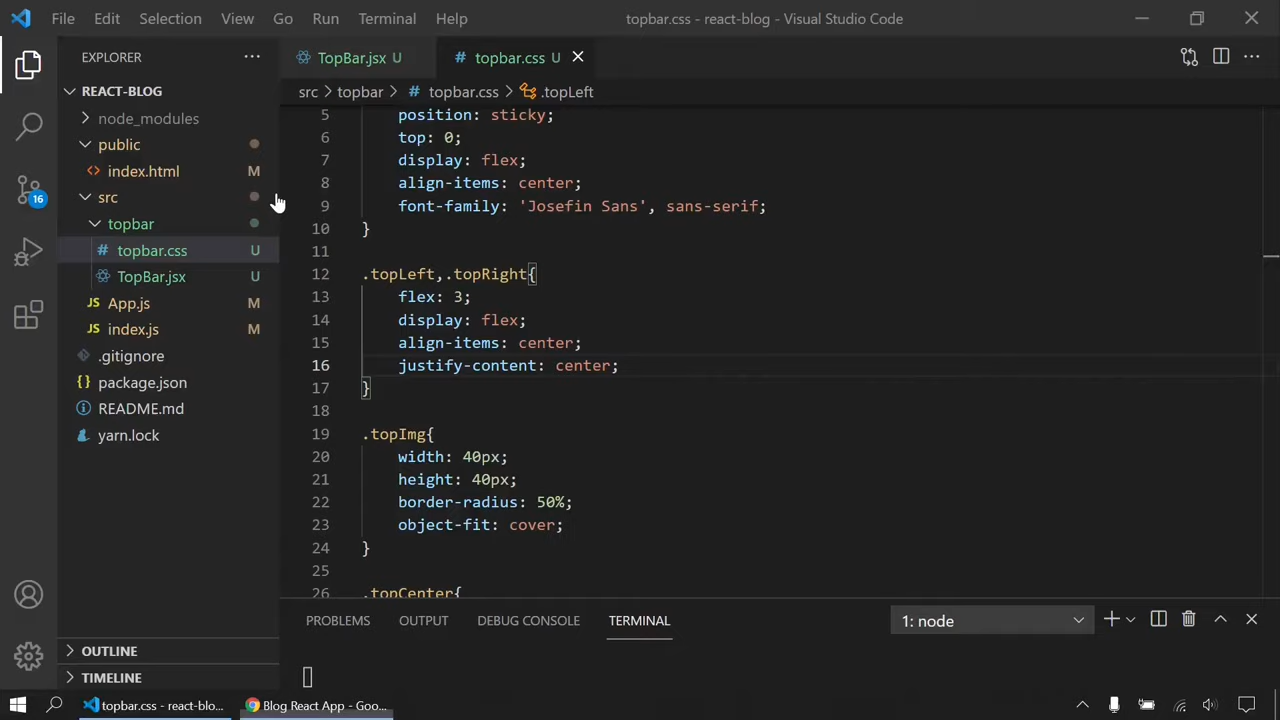 File Edit Selection View Go Run Terminal Help
topbar.css - react-blog - Visual Studio Code
EXPLORER
REACT-BLOG
node_modules
public
index.html M
src
topbar
topbar.css U
TopBar.jsx U
App.js M
index.js M
.gitignore
package.json
README.md
yarn.lock
OUTLINE
TIMELINE
16
TopBar.jsx U
# topbar.css U
src > topbar > # topbar.css > .topLeft
5 position: sticky;
6 top: 0;
7 display: flex;
8 align-items: center;
9 font-family: 'Josefin Sans', sans-serif;
10 }
11
12 .topLeft,.topRight{
13 flex: 3;
14 display: flex;
15 align-items: center;
16 justify-content: center;
17 }
18
19 .topImg{
20 width: 40px;
21 height: 40px;
22 border-radius: 50%;
23 object-fit: cover;
24 }
25
26 .topCenter{
PROBLEMS OUTPUT DEBUG CONSOLE TERMINAL
1: node
topbar.css - react-blo...
Blog React App - Goo...